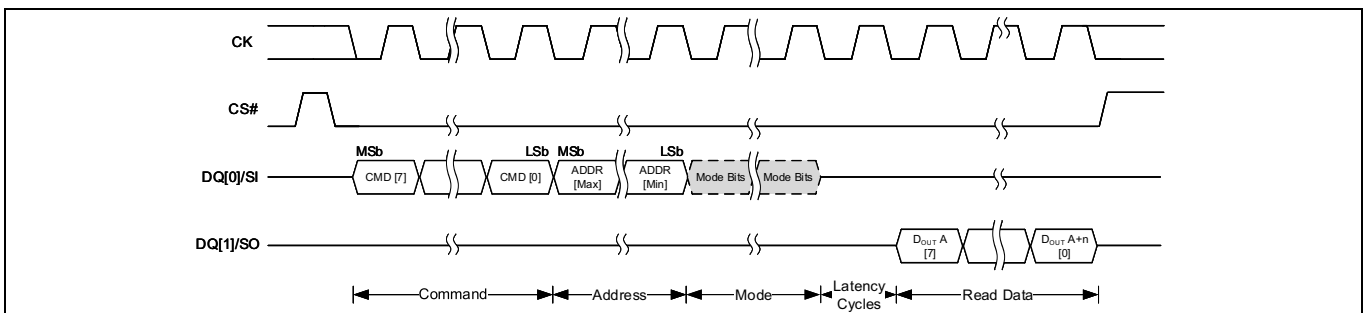 CK
CS#
MSb LSb MSb LSb
DQ[0]/SI CMD [7] CMD [0] ADDR [Max] ADDR [Min] Mode Bits Mode Bits
DQ[1]/SO DOUT A [7] DOUT A+n [0]
Command Address Mode Latency Cycles Read Data